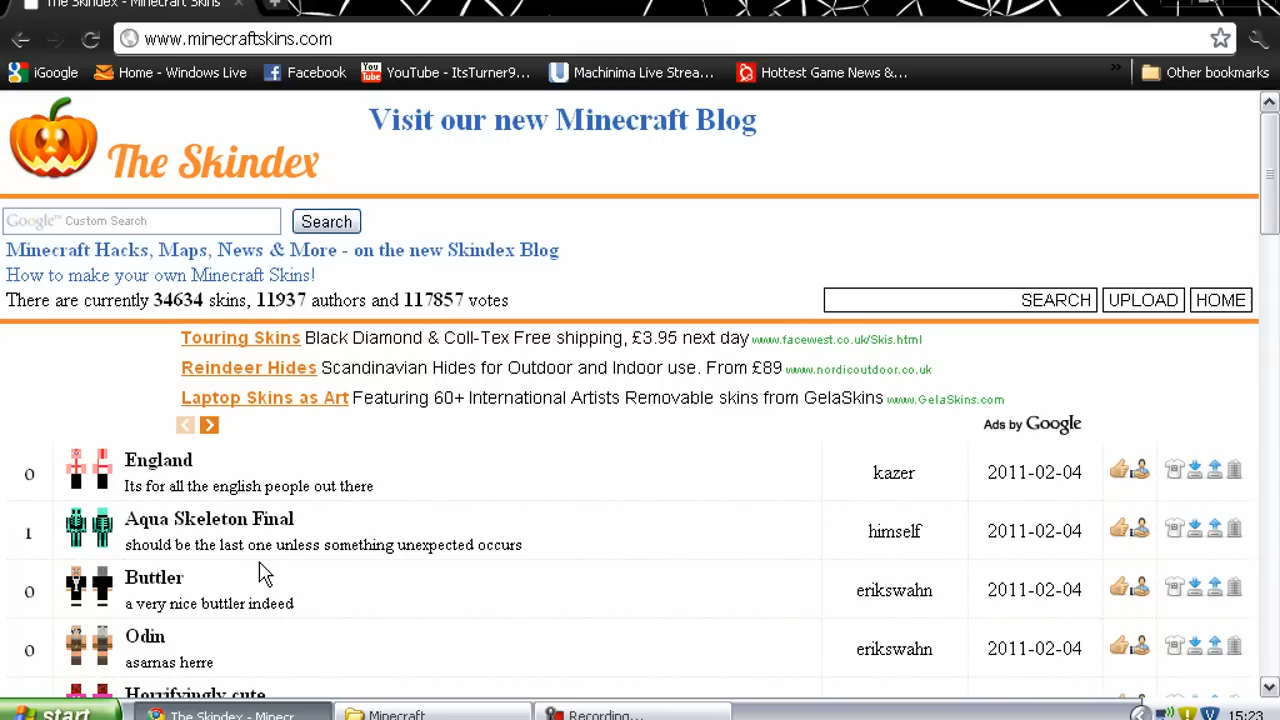 The Skindex - Minecraft Skins
www.minecraftskins.com
iGoogle Home - Windows Live Facebook YouTube - ItsTurner9... Machinima Live Strea... Hottest Game News &... » Other bookmarks
Visit our new Minecraft Blog
The Skindex
Google™ Custom Search Search
Minecraft Hacks, Maps, News & More - on the new Skindex Blog
How to make your own Minecraft Skins!
There are currently 34634 skins, 11937 authors and 117857 votes SEARCH UPLOAD HOME
Touring Skins Black Diamond & Coll-Tex Free shipping, £3.95 next day www.facewest.co.uk/Skis.html
Reindeer Hides Scandinavian Hides for Outdoor and Indoor use. From £89 www.nordicoutdoor.co.uk
Laptop Skins as Art Featuring 60+ International Artists Removable skins from GelaSkins www.GelaSkins.com
Ads by Google
England
0 kazer 2011-02-04
Its for all the english people out there
Aqua Skeleton Final
1 himself 2011-02-04
should be the last one unless something unexpected occurs
Buttler
0 erikswahn 2011-02-04
a very nice buttler indeed
Odin
0 erikswahn 2011-02-04
asarnas herre
Horrifyingly cute
start The Skindex - Minecr... Minecraft Recording... 15:23